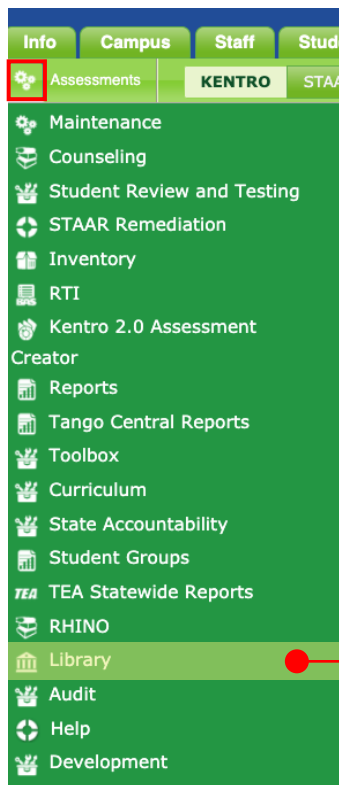 Info Campus Staff Stud
Assessments KENTRO STAA
Maintenance
Counseling
Student Review and Testing
STAAR Remediation
Inventory
RTI
Kentro 2.0 Assessment
Creator
Reports
Tango Central Reports
Toolbox
Curriculum
State Accountability
Student Groups
TEA TEA Statewide Reports
RHINO
Library
Audit
Help
Development